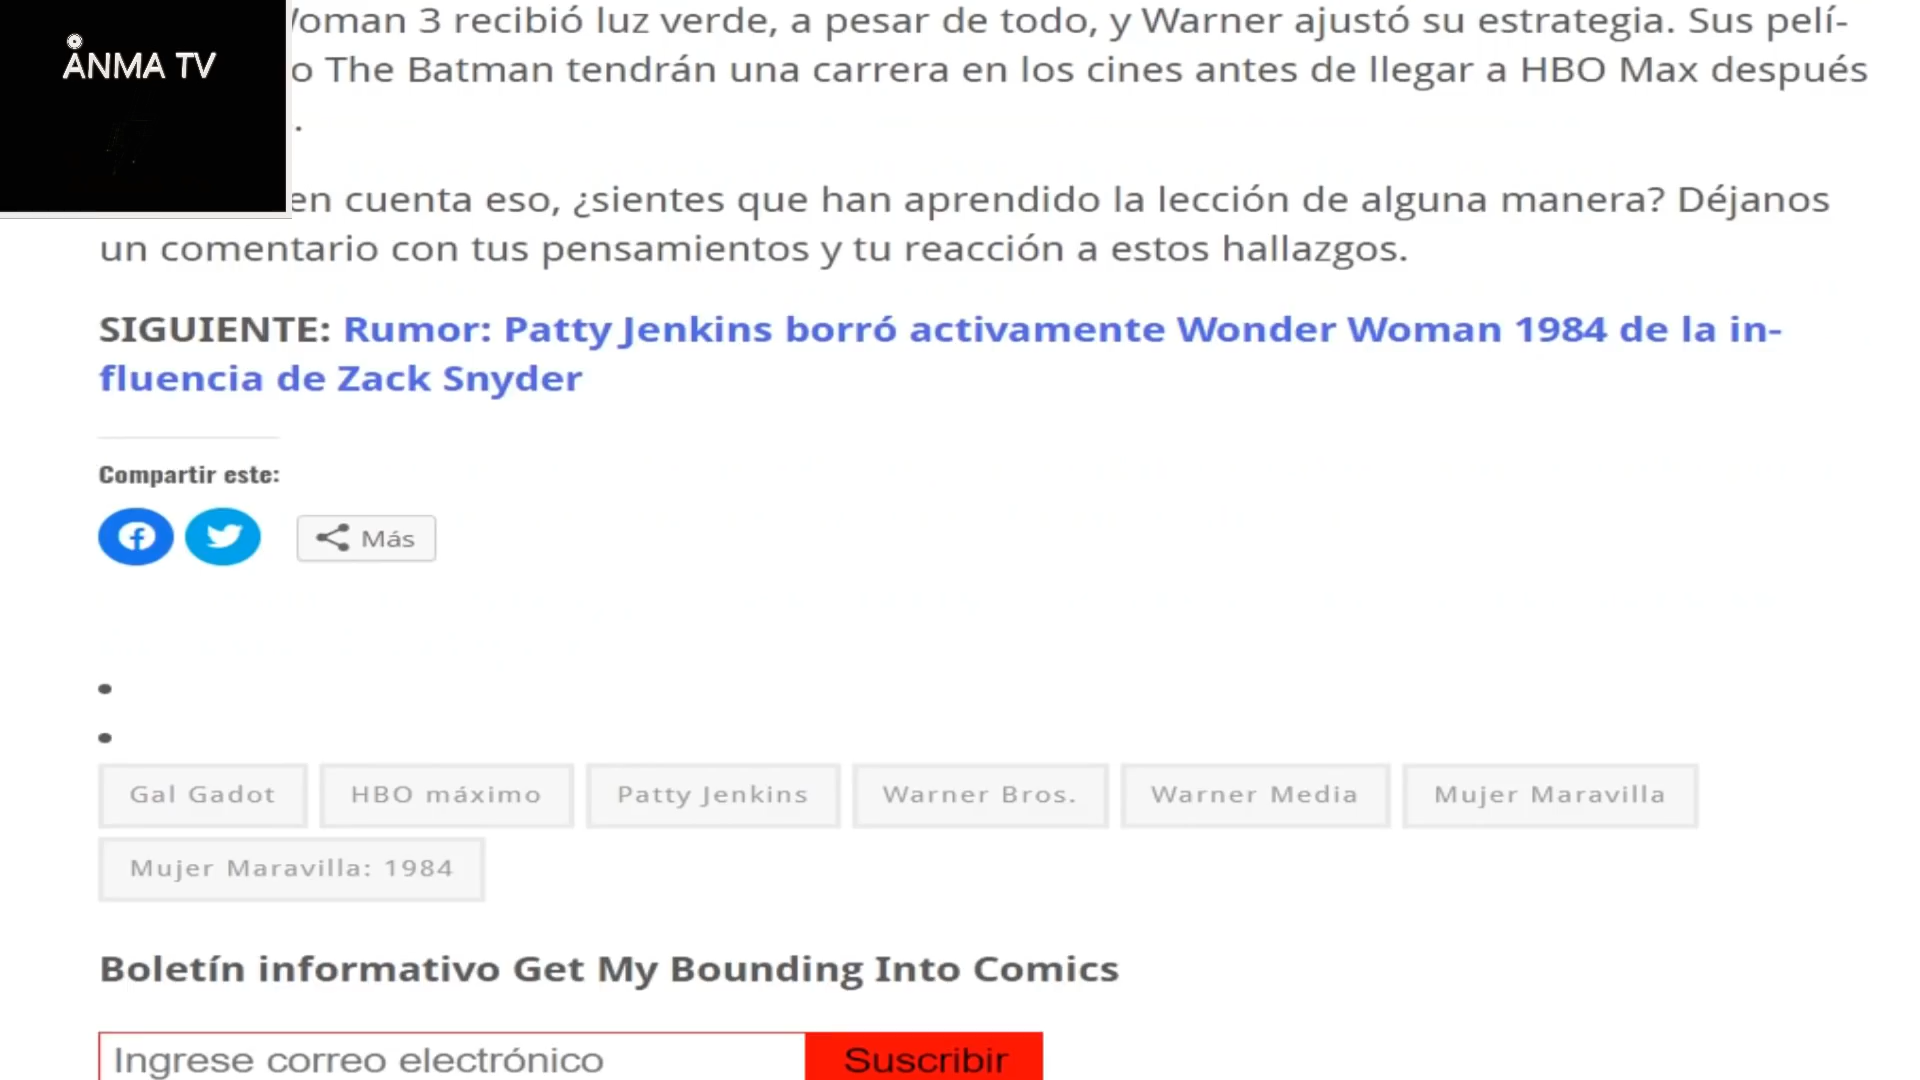 ANMA TV
oman 3 recibió luz verde, a pesar de todo, y Warner ajustó su estrategia. Sus pelí-
o The Batman tendrán una carrera en los cines antes de llegar a HBO Max después
.
en cuenta eso, ¿sientes que han aprendido la lección de alguna manera? Déjanos
un comentario con tus pensamientos y tu reacción a estos hallazgos.
SIGUIENTE: Rumor: Patty Jenkins borró activamente Wonder Woman 1984 de la in-
fluencia de Zack Snyder
Compartir este:
Más
Gal Gadot
HBO máximo
Patty Jenkins
Warner Bros.
Warner Media
Mujer Maravilla
Mujer Maravilla: 1984
Boletín informativo Get My Bounding Into Comics
Ingrese correo electrónico
Suscribir